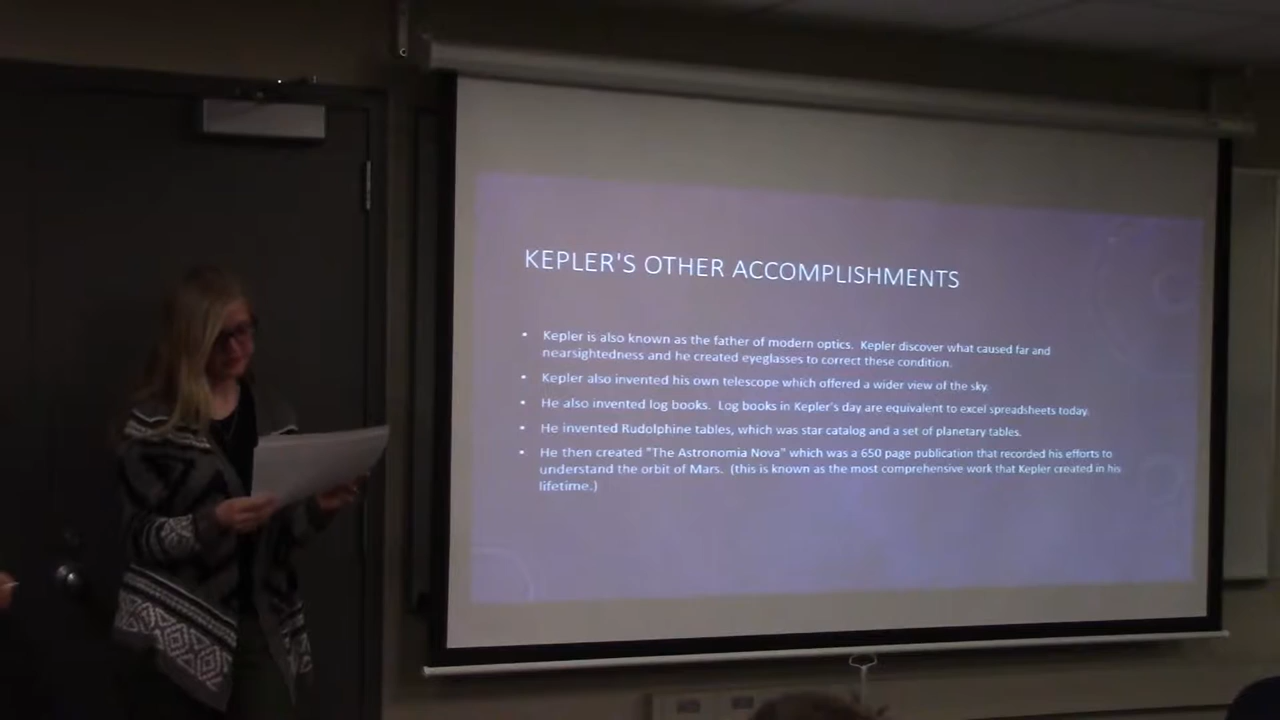 KEPLER'S OTHER ACCOMPLISHMENTS
• Kepler is also known as the father of modern optics. Kepler discover what caused far and
nearsightedness and he created eyeglasses to correct these condition.
• Kepler also invented his own telescope which offered a wider view of the sky.
• He also invented log books. Log books in Kepler's day are equivalent to excel spreadsheets today.
• He invented Rudolphine tables, which was star catalog and a set of planetary tables.
• He then created "The Astronomia Nova" which was a 650 page publication that recorded his efforts to
understand the orbit of Mars. (this is known as the most comprehensive work that Kepler created in his
lifetime.)